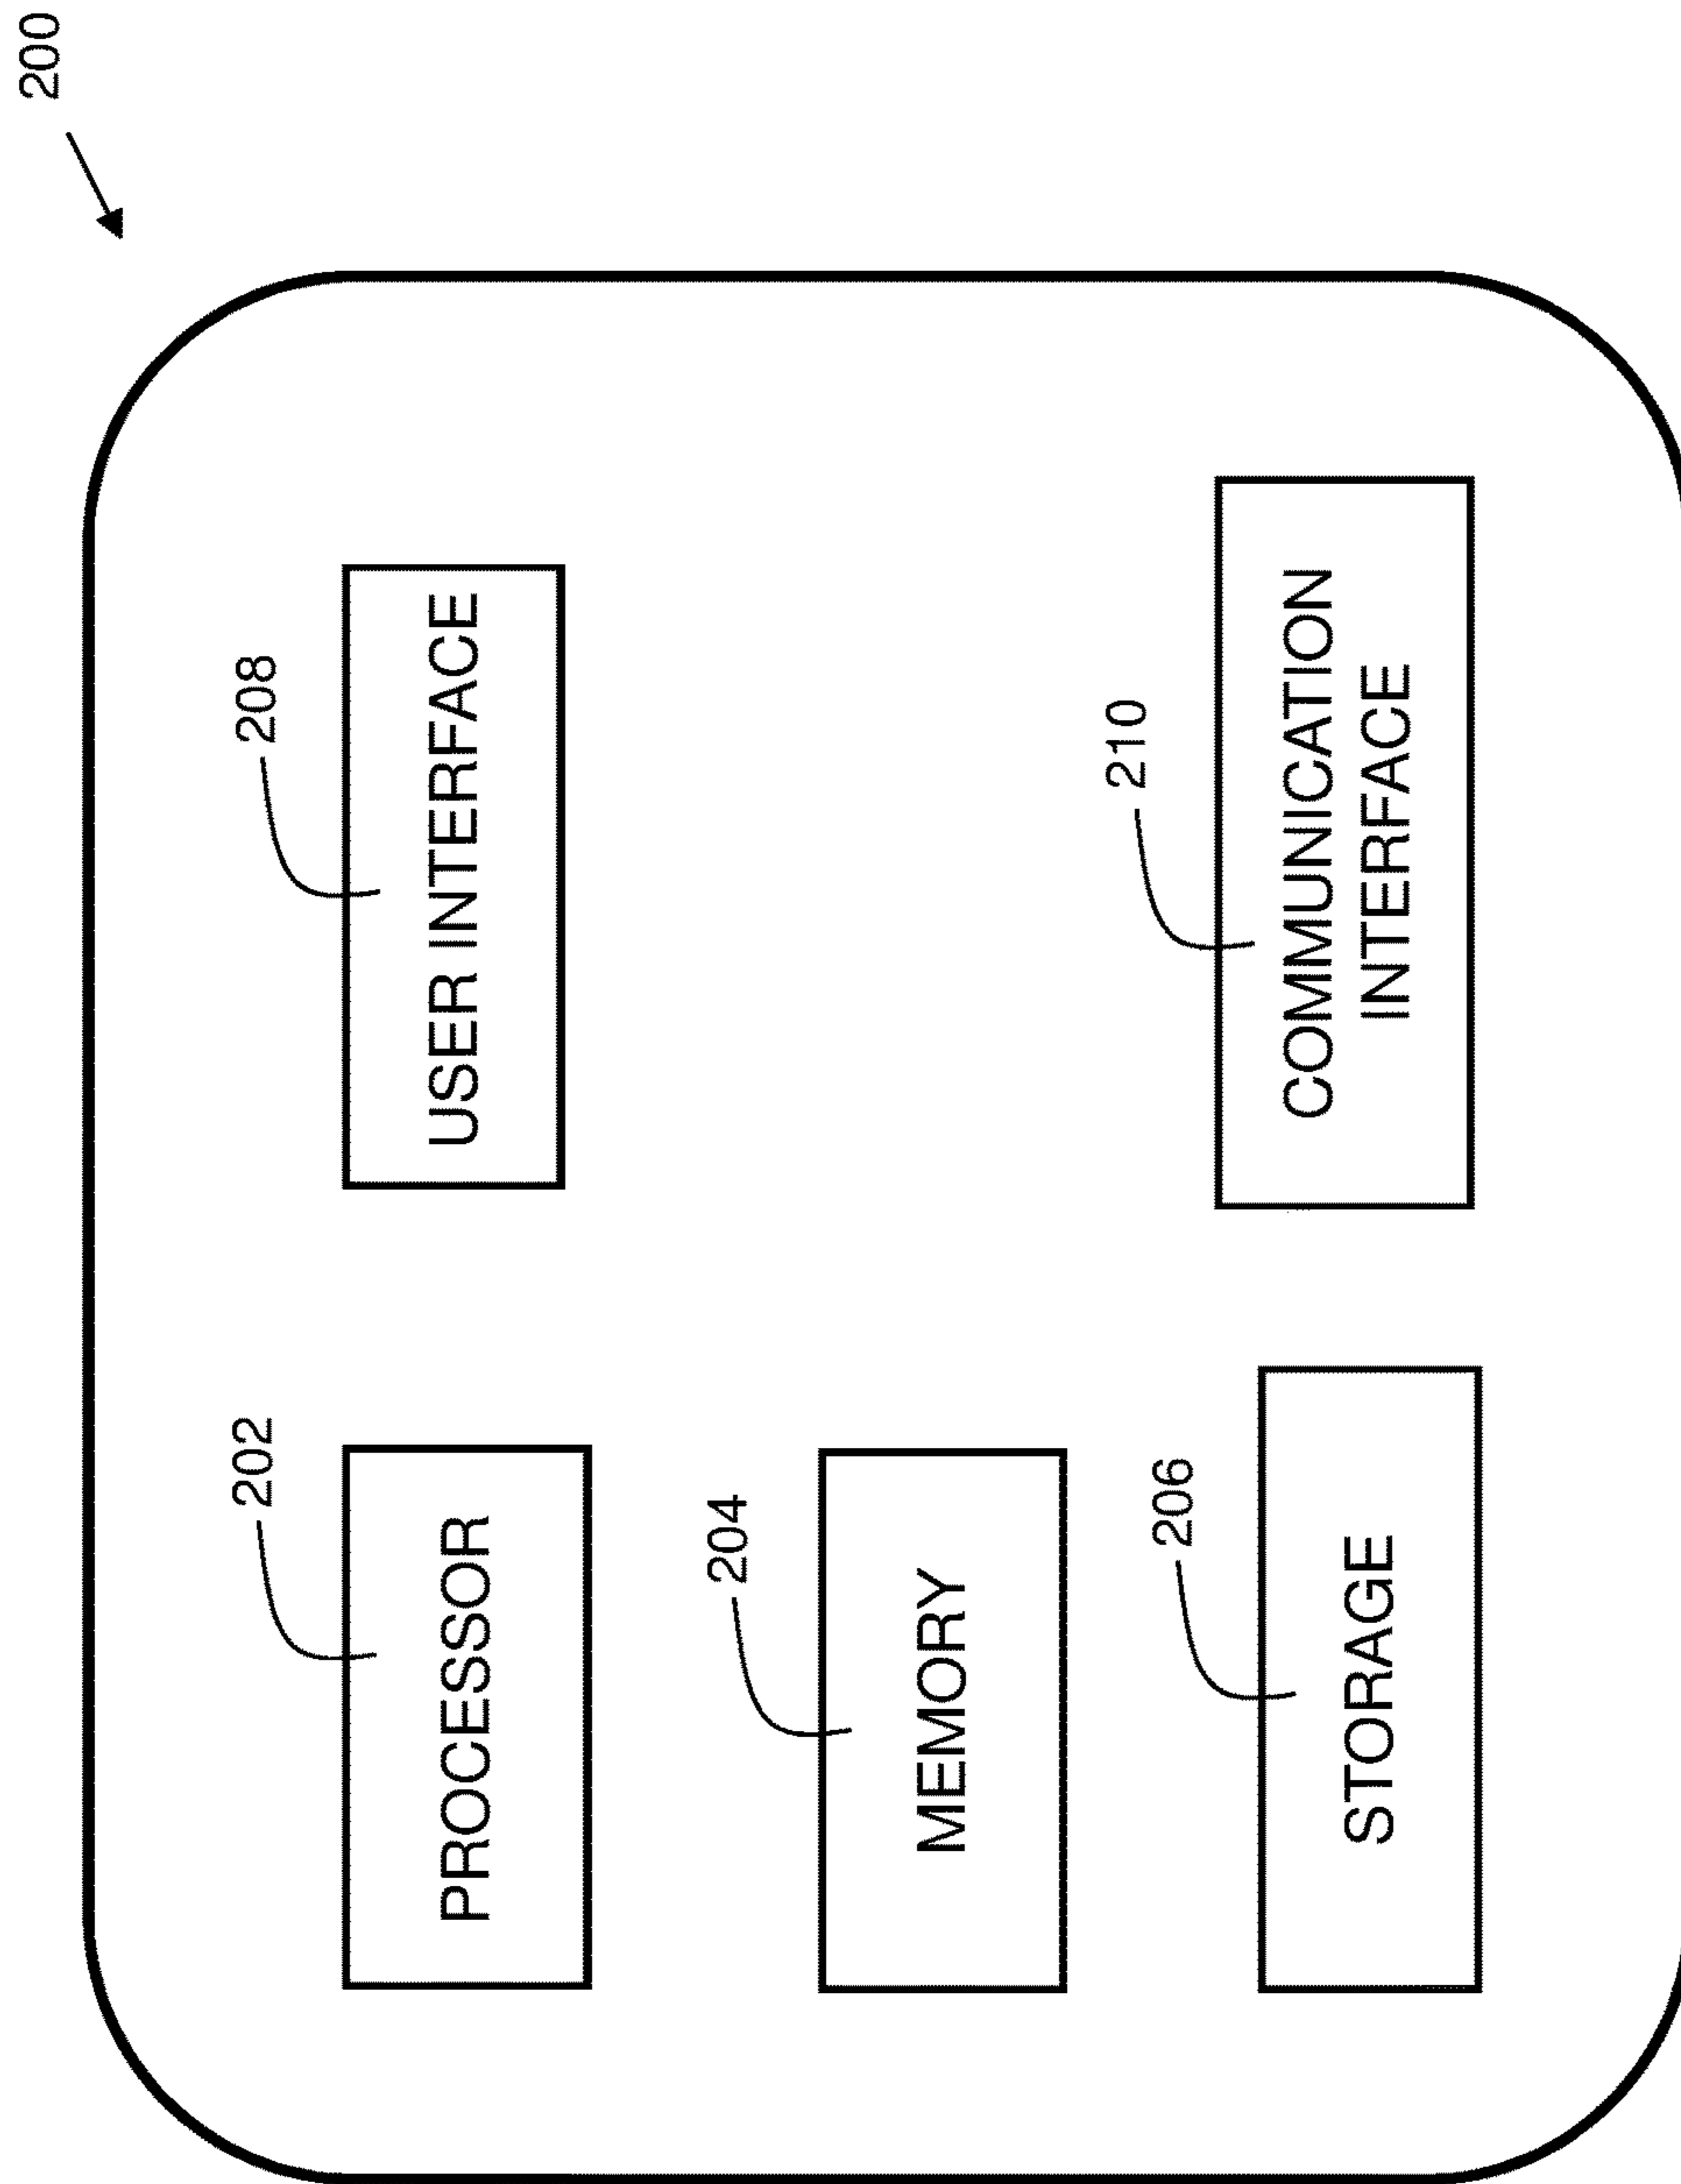 200
202
PROCESSOR
208
USER INTERFACE
204
MEMORY
206
STORAGE
210
COMMUNICATION
INTERFACE